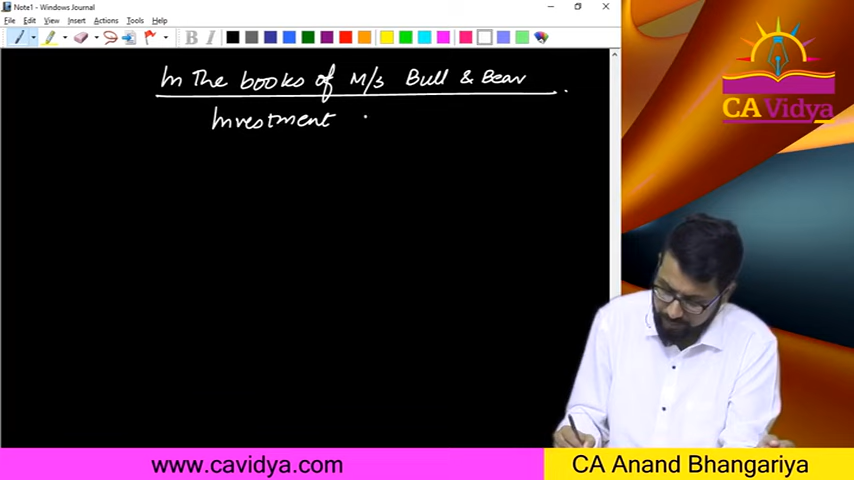 Note1 - Windows Journal
File Edit View Insert Actions Tools Help
B I
In The books of M/s Bull & Bear
Investment
CA Vidya
www.cavidya.com
CA Anand Bhangariya